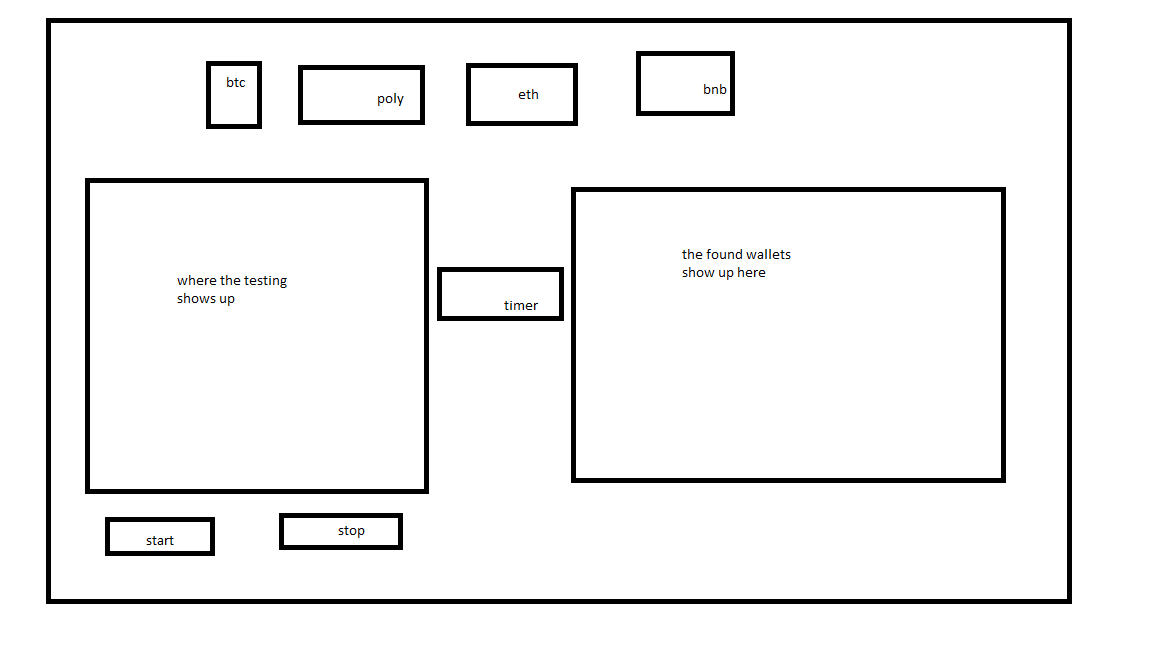 btc
poly
eth
bnb
where the testing
shows up
timer
the found wallets
show up here
start
stop